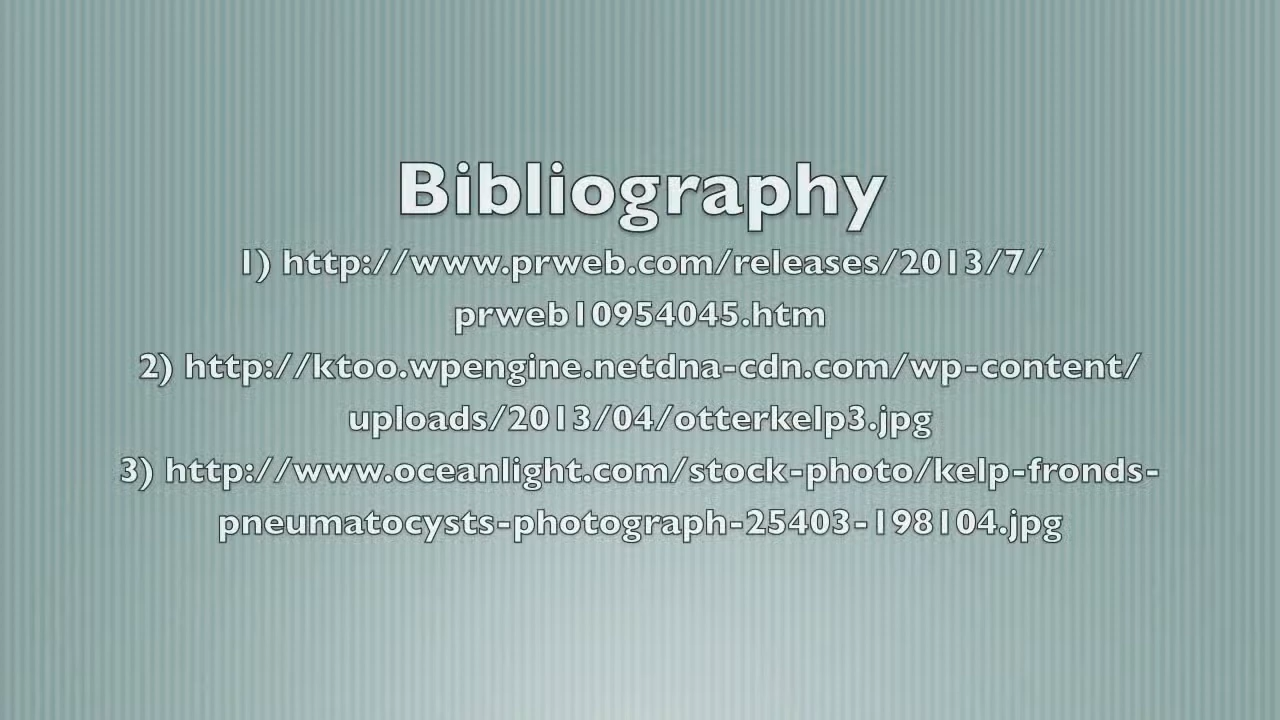 Bibliography
1) http://www.prweb.com/releases/2013/7/
prweb10954045.htm
2) http://ktoo.wpengine.netdna-cdn.com/wp-content/
uploads/2013/04/otterkelp3.jpg
3) http://www.oceanlight.com/stock-photo/kelp-fronds-
pneumatocysts-photograph-25403-198104.jpg